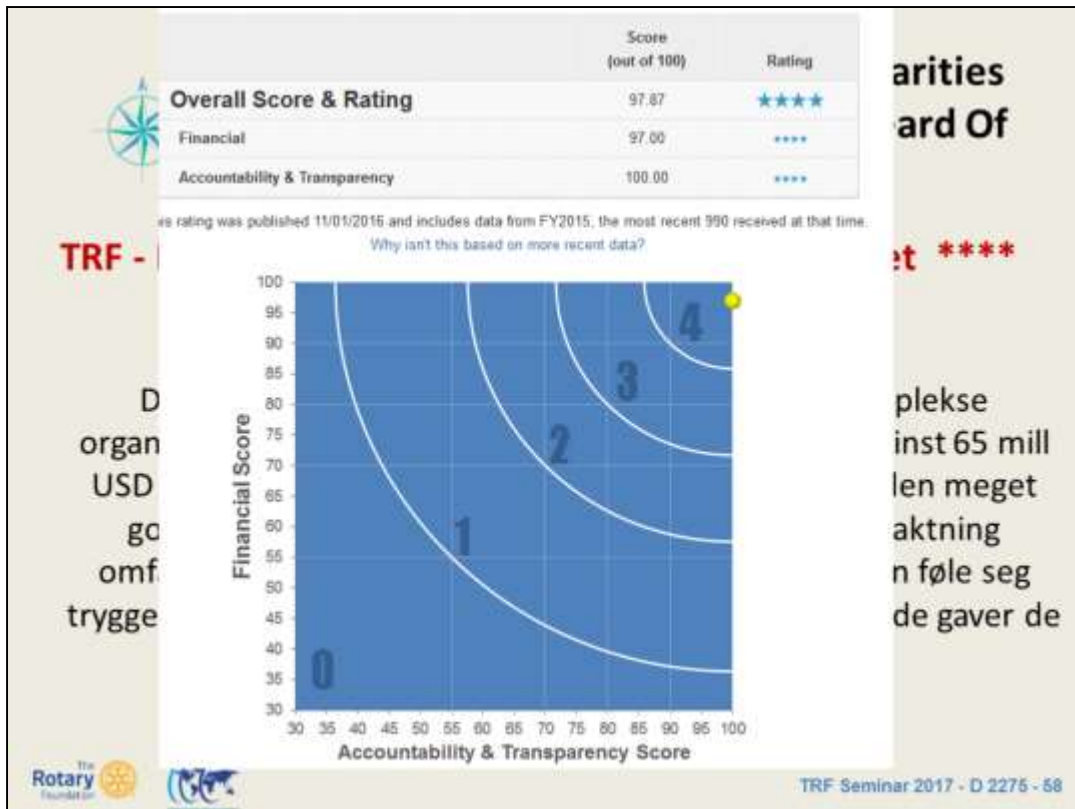 Score
(out of 100) Rating
Overall Score & Rating 97.87 ★★★★
Financial 97.00 ★★★★
Accountability & Transparency 100.00 ★★★★
rating was published 11/01/2016 and includes data from FY2015, the most recent 990 received at that time.
Why isn't this based on more recent data?
arities
ard Of
TRF - et ****
D plekse
organ inst 65 mill
USD len meget
go aktning
omf n føle seg
trygge de gaver de
Financial Score
100
95
90
85
80
75
70
65
60
55
50
45
40
35
30
4
3
2
1
0
30 35 40 45 50 55 60 65 70 75 80 85 90 95 100
Accountability & Transparency Score
The
Rotary
Foundation
TRF Seminar 2017 - D 2275 - 58